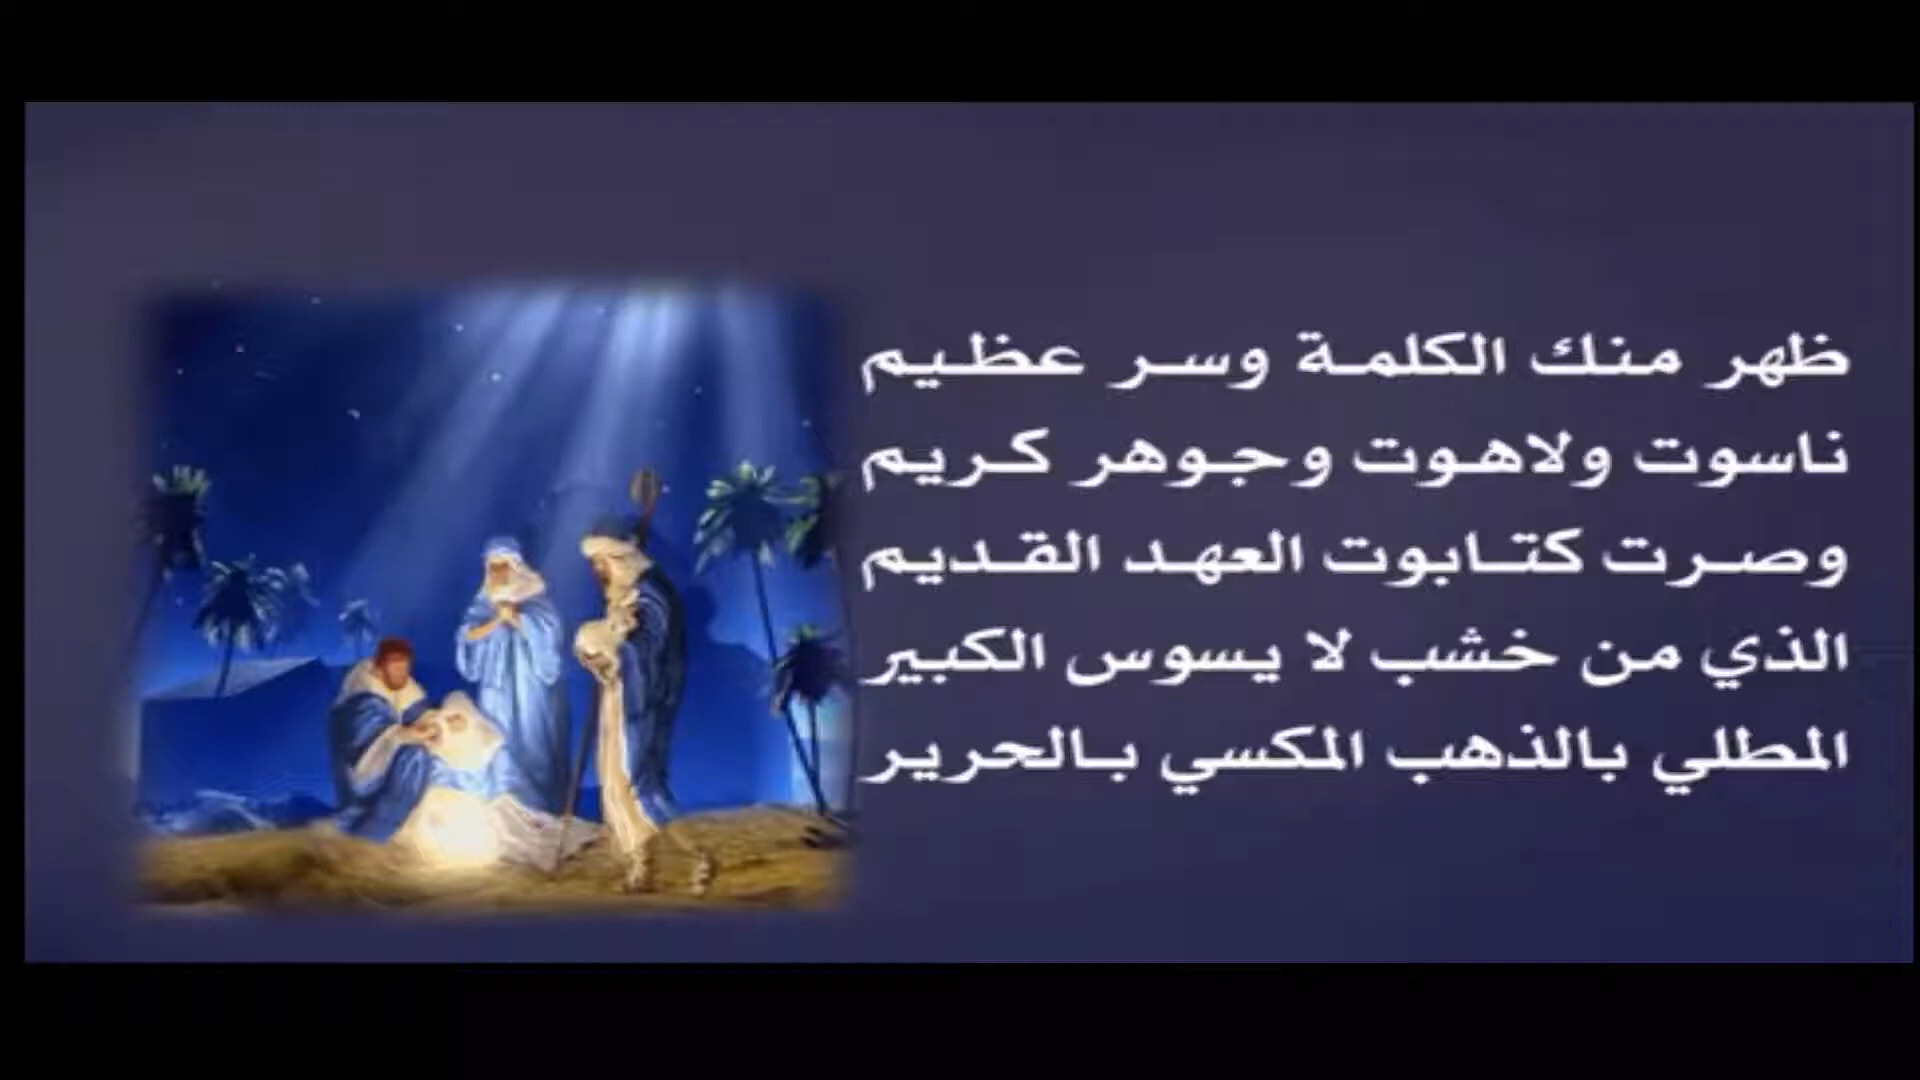 ظهر منك الكلمة وسر عظيم
ناسوت ولاهوت وجوهر كريم
وصرت كتابوت العهد القديم
الذي من خشب لا يسوس الكبير
المطلي بالذهب المكسي بالحرير